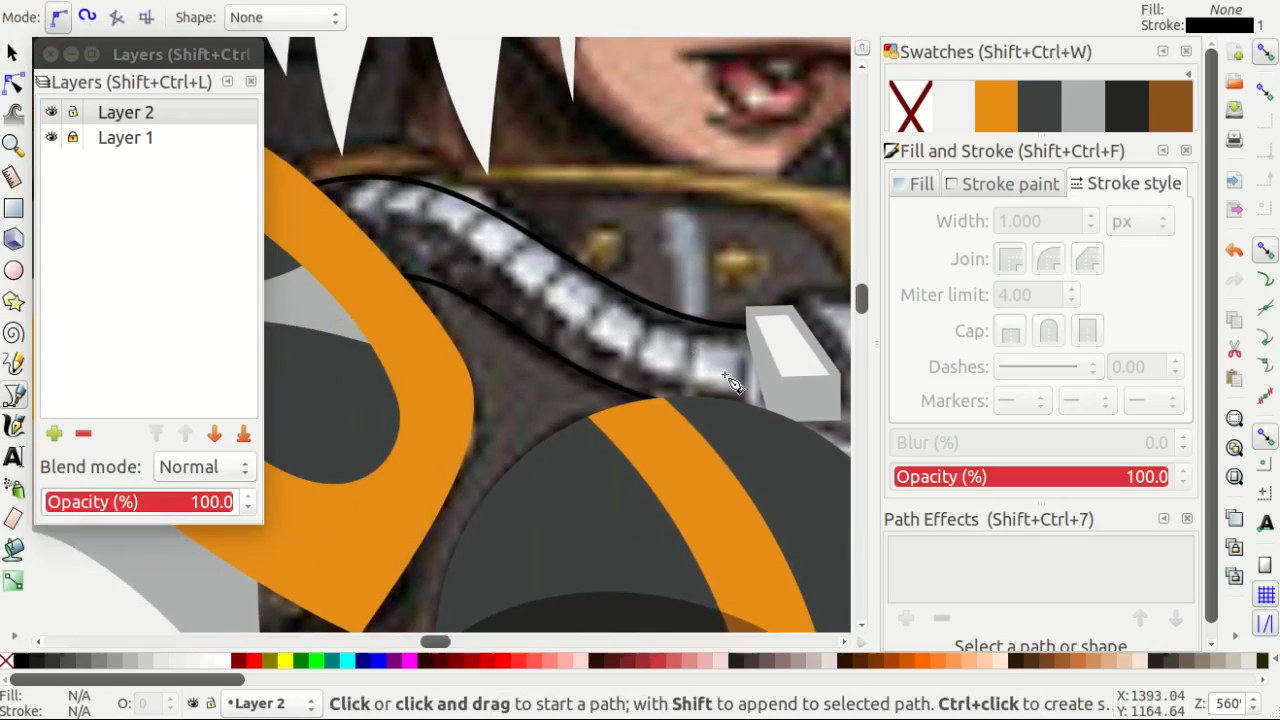 Mode:
Shape: None
Fill: None
Stroke: 1
Layers (Shift+Ctrl
Layers (Shift+Ctrl+L)
Layer 2
Layer 1
Blend mode: Normal
Opacity (%) 100.0
Swatches (Shift+Ctrl+W)
Fill and Stroke (Shift+Ctrl+F)
Fill Stroke paint Stroke style
Width: 1.000 px
Join:
Miter limit: 4.00
Cap:
Dashes: 0.00
Markers:
Blur (%) 0.0
Opacity (%) 100.0
Path Effects (Shift+Ctrl+7)
Select a path or shape
Fill: N/A
Stroke: N/A
O: 0
•Layer 2
Click or click and drag to start a path; with Shift to append to selected path. Ctrl+click to create s.
X:1393.04
Y:1164.64
Z: 560